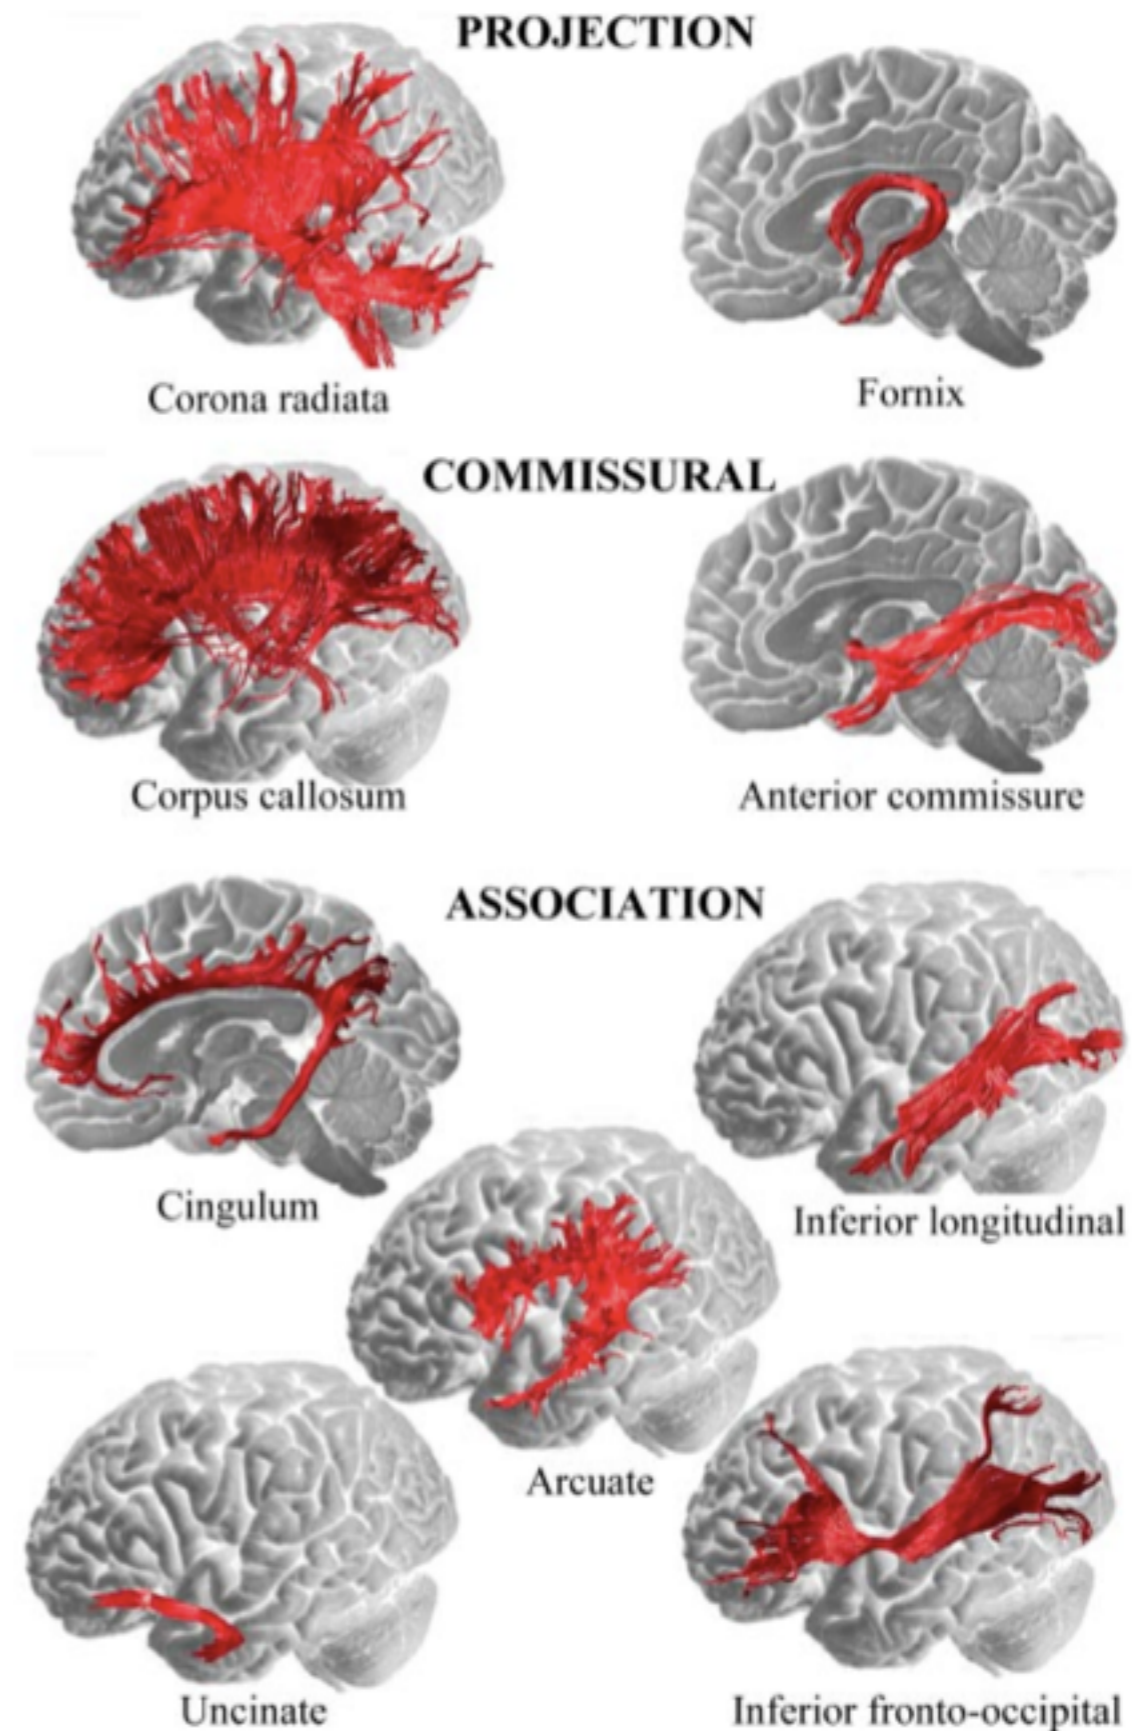 PROJECTION
Corona radiata
Fornix
COMMISSURAL
Corpus callosum
Anterior commissure
ASSOCIATION
Cingulum
Inferior longitudinal
Arcuate
Uncinate
Inferior fronto-occipital